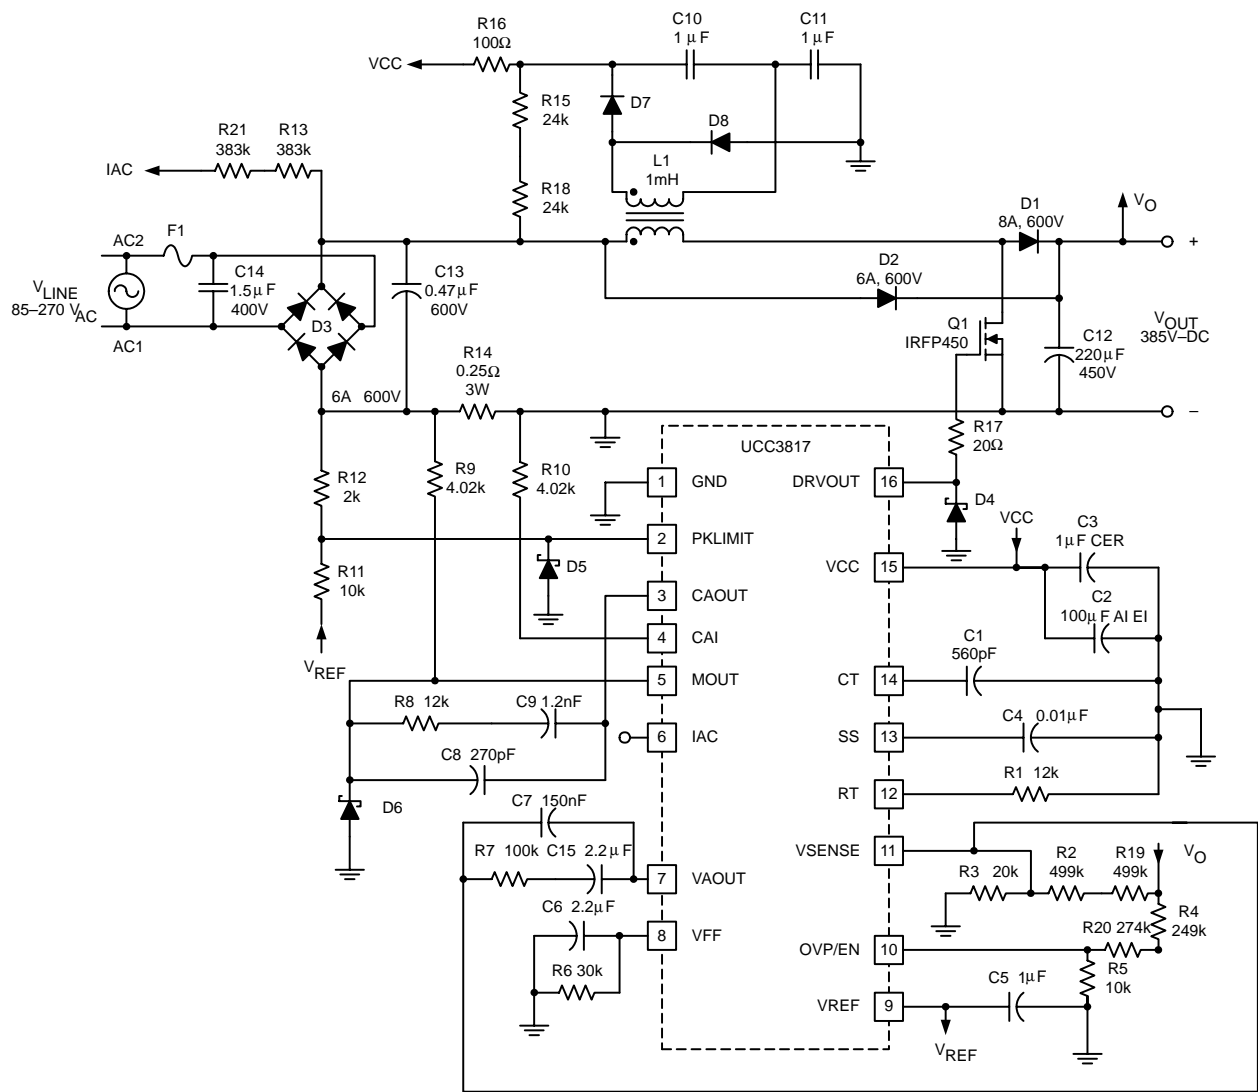 C10
1 μF
C11
1 μF
R16
100Ω
VCC
R15
24k
D7
D8
R21
383k
R13
383k
IAC
L1
1mH
R18
24k
D1
8A, 600V
VO
+
AC2
F1
C14
1.5μF
400V
C13
0.47μF
600V
D2
6A, 600V
VLINE
85–270 VAC
D3
AC1
Q1
IRFP450
C12
220μF
450V
VOUT
385V–DC
R14
0.25Ω
3W
6A 600V
–
R17
20Ω
UCC3817
R12
2k
R9
4.02k
R10
4.02k
1 GND
DRVOUT 16
D4
2 PKLIMIT
VCC
C3
1μF CER
R11
10k
D5
VCC 15
3 CAOUT
C2
100μF AI EI
4 CAI
C1
560pF
VREF
5 MOUT
CT 14
R8 12k
C9 1.2nF
C4 0.01μF
6 IAC
SS 13
C8 270pF
R1 12k
RT 12
D6
C7 150nF
VSENSE 11
R7 100k
C15 2.2μF
7 VAOUT
R3 20k
R2
499k
R19
499k
VO
C6 2.2μF
8 VFF
R20 274k
R4
249k
OVP/EN 10
R6 30k
R5
10k
C5 1μF
VREF 9
VREF